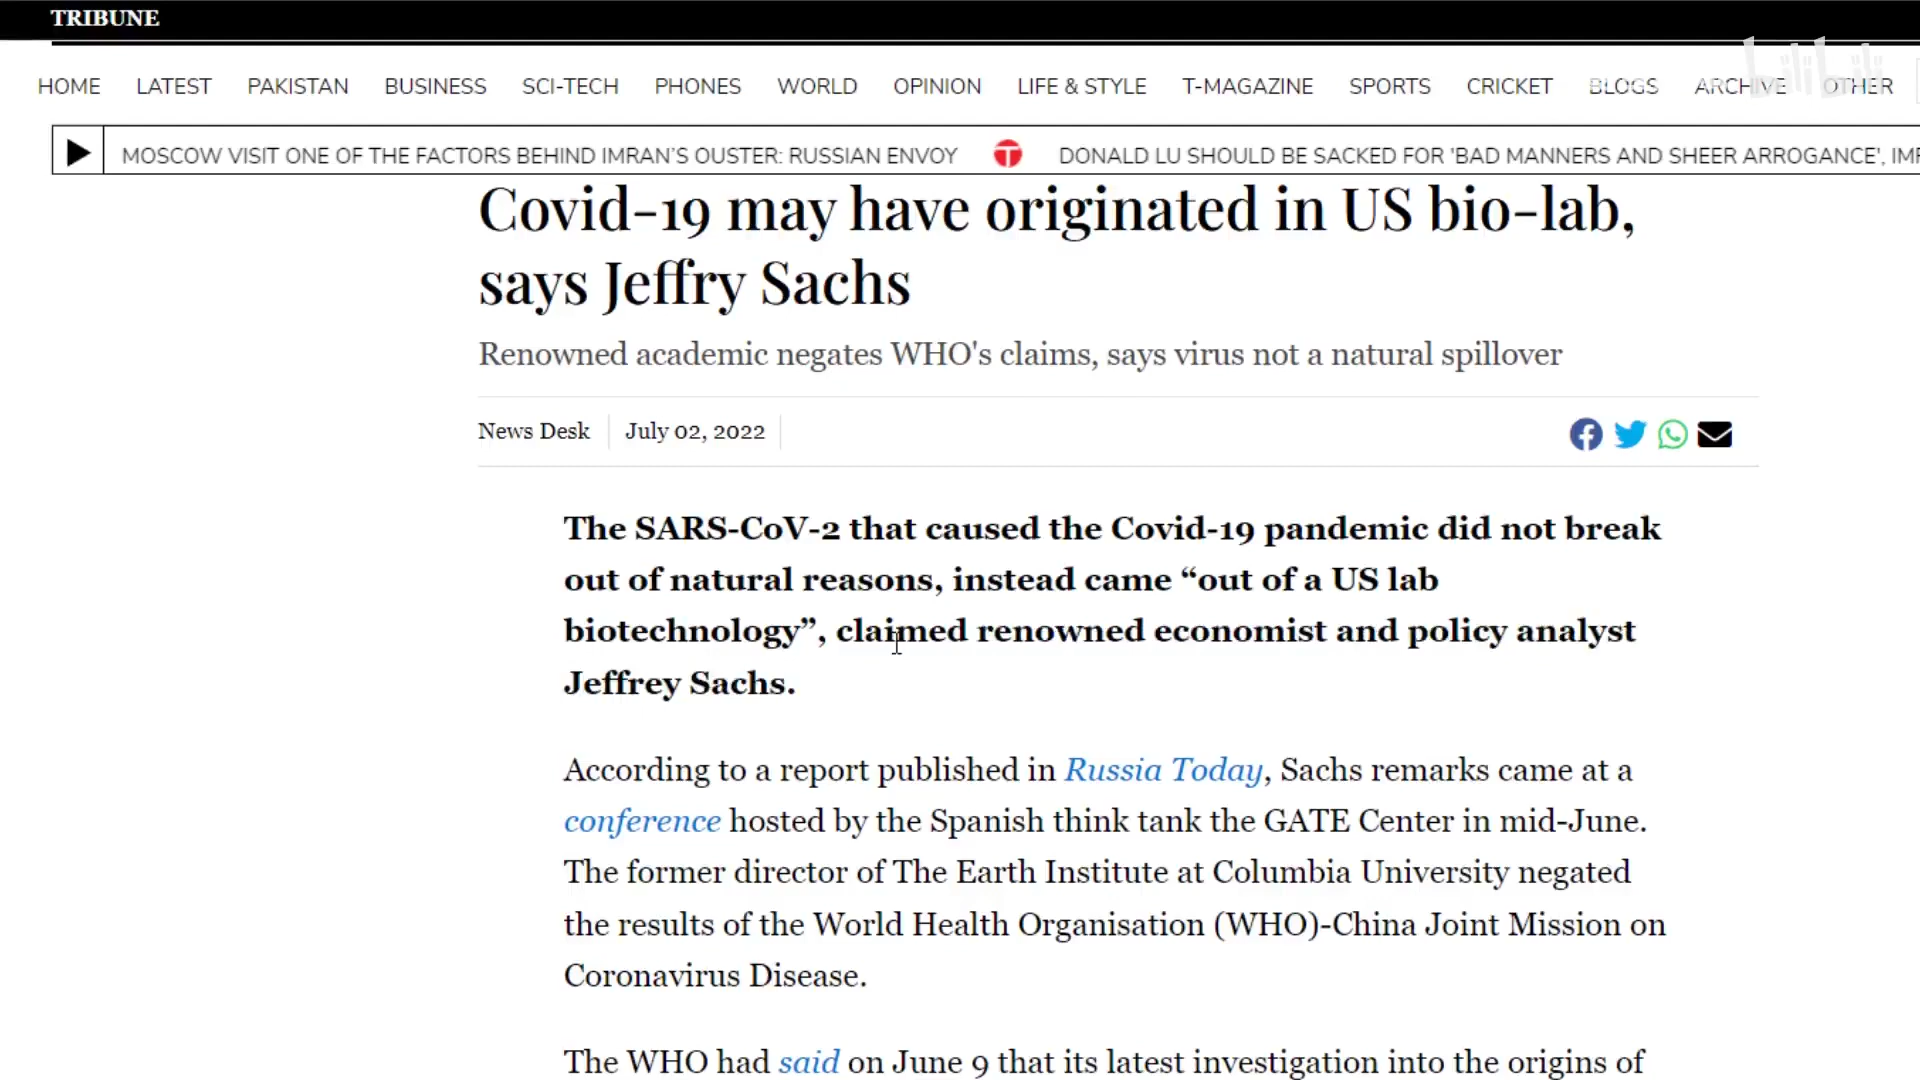 TRIBUNE
bilibili
HOME LATEST PAKISTAN BUSINESS SCI-TECH PHONES WORLD OPINION LIFE & STYLE T-MAGAZINE SPORTS CRICKET BLOGS ARCHIVE OTHER
MOSCOW VISIT ONE OF THE FACTORS BEHIND IMRAN'S OUSTER: RUSSIAN ENVOY DONALD LU SHOULD BE SACKED FOR 'BAD MANNERS AND SHEER ARROGANCE',
Covid-19 may have originated in US bio-lab,
says Jeffry Sachs
Renowned academic negates WHO's claims, says virus not a natural spillover
News Desk July 02, 2022
The SARS-CoV-2 that caused the Covid-19 pandemic did not break
out of natural reasons, instead came “out of a US lab
biotechnology”, claimed renowned economist and policy analyst
Jeffrey Sachs.
According to a report published in Russia Today, Sachs remarks came at a
conference hosted by the Spanish think tank the GATE Center in mid-June.
The former director of The Earth Institute at Columbia University negated
the results of the World Health Organisation (WHO)-China Joint Mission on
Coronavirus Disease.
The WHO had said on June 9 that its latest investigation into the origins of